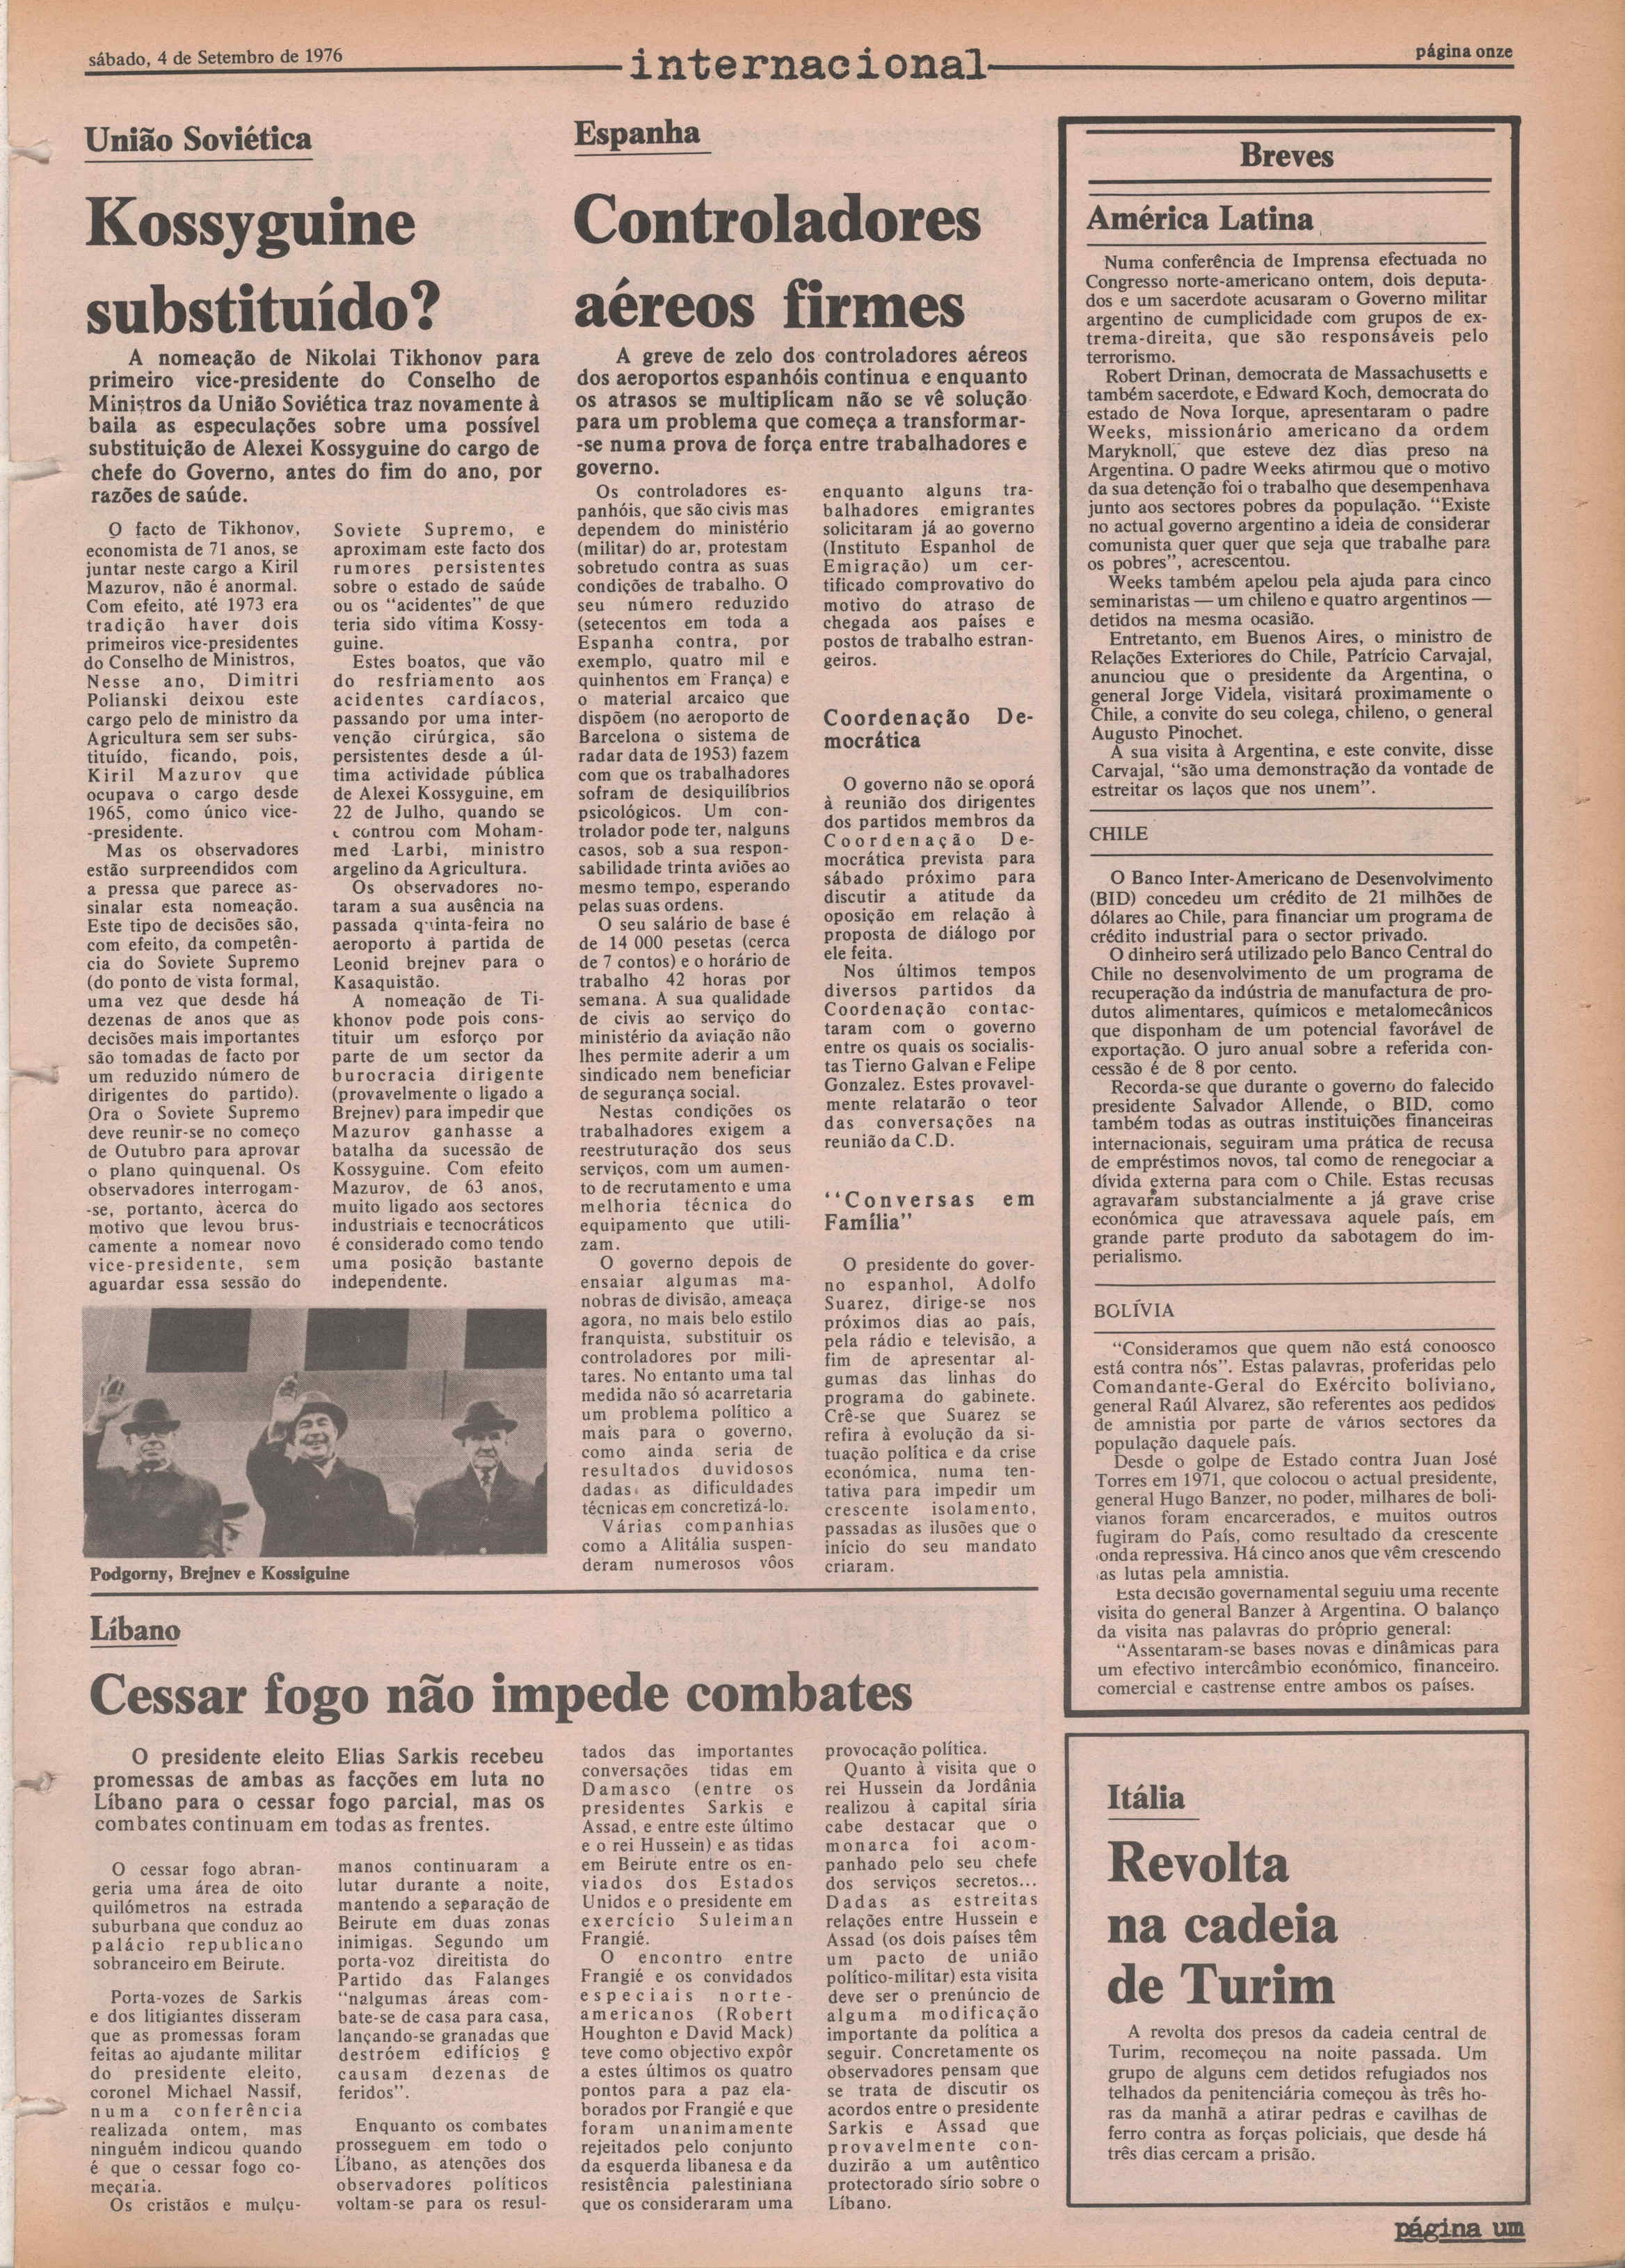 sábado, 4 de Setembro de 1976
internacional
página onze
União Soviética
Kossyguine
substituído?
A nomeação de Nikolai Tikhonov para
primeiro vice-presidente do Conselho de
Ministros da União Soviética traz novamente à
baila as especulações sobre uma possível
substituição de Alexei Kossyguine do cargo de
chefe do Governo, antes do fim do ano, por
razões de saúde.
O facto de Tikhonov,
economista de 71 anos, se
juntar neste cargo a Kiril
Mazurov, não é anormal.
Com efeito, até 1973 era
tradição haver dois
primeiros vice-presidentes
do Conselho de Ministros,
Nesse ano, Dimitri
Polianski deixou este
cargo pelo de ministro da
Agricultura sem ser subs-
tituído, ficando, pois,
Kiril Mazurov que
ocupava o cargo desde
1965, como único vice-
-presidente.
Mas os observadores
estão surpreendidos com
a pressa que parece as-
sinalar esta nomeação.
Este tipo de decisões são,
com efeito, da competên-
cia do Soviete Supremo
(do ponto de vista formal,
uma vez que desde há
dezenas de anos que as
decisões mais importantes
são tomadas de facto por
um reduzido número de
dirigentes do partido).
Ora o Soviete Supremo
deve reunir-se no começo
de Outubro para aprovar
o plano quinquenal. Os
observadores interrogam-
-se, portanto, àcerca do
motivo que levou brus-
camente a nomear novo
vice-presidente, sem
aguardar essa sessão do
Soviete Supremo, e
aproximam este facto dos
rumores persistentes
sobre o estado de saúde
ou os "acidentes" de que
teria sido vítima Kossy-
guine.
Estes boatos, que vão
do resfriamento aos
acidentes cardíacos,
passando por uma inter-
venção cirúrgica, são
persistentes desde a úl-
tima actividade pública
de Alexei Kossyguine, em
22 de Julho, quando se
controu com Moham-
med Larbi, ministro
argelino da Agricultura.
Os observadores no-
taram a sua ausência na
passada quinta-feira no
aeroporto à partida de
Leonid brejnev para o
Kasaquistão.
A nomeação de Ti-
khonov pode pois cons-
tituir um esforço por
parte de um sector da
burocracia dirigente
(provavelmente o ligado a
Brejnev) para impedir que
Mazurov ganhasse a
batalha da sucessão de
Kossyguine. Com efeito
Mazurov, de 63 anos,
muito ligado aos sectores
industriais e tecnocráticos
é considerado como tendo
uma posição bastante
independente.
Podgorny, Brejnev e Kossiguine
Espanha
Controladores
aéreos firmes
A greve de zelo dos controladores aéreos
dos aeroportos espanhóis continua e enquanto
os atrasos se multiplicam não se vê solução
para um problema que começa a transformar-
-se numa prova de força entre trabalhadores e
governo.
Os controladores es-
panhóis, que são civis mas
dependem do ministério
(militar) do ar, protestam
sobretudo contra as suas
condições de trabalho. O
seu número reduzido
(setecentos em toda a
Espanha contra, por
exemplo, quatro mil e
quinhentos em França) e
o material arcaico que
dispõem (no aeroporto de
Barcelona o sistema de
radar data de 1953) fazem
com que os trabalhadores
sofram de desiquilíbrios
psicológicos. Um con-
trolador pode ter, nalguns
casos, sob a sua respon-
sabilidade trinta aviões ao
mesmo tempo, esperando
pelas suas ordens.
O seu salário de base é
de 14 000 pesetas (cerca
de 7 contos) e o horário de
trabalho 42 horas por
semana. A sua qualidade
de civis ao serviço do
ministério da aviação não
lhes permite aderir a um
sindicado nem beneficiar
de segurança social.
Nestas condições os
trabalhadores exigem a
reestruturação dos seus
serviços, com um aumen-
to de recrutamento e uma
melhoria técnica do
equipamento que utili-
zam.
O governo depois de
ensaiar algumas ma-
nobras de divisão, ameaça
agora, no mais belo estilo
franquista, substituir os
controladores por mili-
tares. No entanto uma tal
medida não só acarretaria
um problema político a
mais para o governo,
como ainda seria de
resultados duvidosos
dadas as dificuldades
técnicas em concretizá-lo.
Várias companhias
como a Alitália suspen-
deram numerosos vôos
enquanto alguns tra-
balhadores emigrantes
solicitaram já ao governo
(Instituto Espanhol de
Emigração) um cer-
tificado comprovativo do
motivo do atraso de
chegada aos países e
postos de trabalho estran-
geiros.
Coordenação De-
mocrática
O governo não se oporá
à reunião dos dirigentes
dos partidos membros da
Coordenação De-
mocrática prevista para
sábado próximo para
discutir a atitude da
oposição em relação à
proposta de diálogo por
ele feita.
Nos últimos tempos
diversos partidos da
Coordenação contac-
taram com o governo
entre os quais os socialis-
tas Tierno Galvan e Felipe
Gonzalez. Estes provavel-
mente relatarão o teor
das conversações na
reunião da C.D.
"Conversas em
Família"
O presidente do gover-
no espanhol, Adolfo
Suarez, dirige-se nos
próximos dias ao país,
pela rádio e televisão, a
fim de apresentar al-
gumas das linhas do
programa do gabinete.
Crê-se que Suarez se
refira à evolução da si-
tuação política e da crise
económica, numa ten-
tativa para impedir um
crescente isolamento,
passadas as ilusões que o
início do seu mandato
criaram.
Breves
América Latina
Numa conferência de Imprensa efectuada no
Congresso norte-americano ontem, dois deputa-
dos e um sacerdote acusaram o Governo militar
argentino de cumplicidade com grupos de ex-
trema-direita, que são responsáveis pelo
terrorismo.
Robert Drinan, democrata de Massachusetts e
também sacerdote, e Edward Koch, democrata do
estado de Nova Iorque, apresentaram o padre
Weeks, missionário americano da ordem
Maryknoll, que esteve dez dias preso na
Argentina. O padre Weeks afirmou que o motivo
da sua detenção foi o trabalho que desempenhava
junto aos sectores pobres da população. "Existe
no actual governo argentino a ideia de considerar
comunista quer quer que seja que trabalhe para
os pobres", acrescentou.
Weeks também apelou pela ajuda para cinco
seminaristas — um chileno e quatro argentinos —
detidos na mesma ocasião.
Entretanto, em Buenos Aires, o ministro de
Relações Exteriores do Chile, Patrício Carvajal,
anunciou que o presidente da Argentina, o
general Jorge Videla, visitará proximamente o
Chile, a convite do seu colega, chileno, o general
Augusto Pinochet.
A sua visita à Argentina, e este convite, disse
Carvajal, "são uma demonstração da vontade de
estreitar os laços que nos unem".
CHILE
O Banco Inter-Americano de Desenvolvimento
(BID) concedeu um crédito de 21 milhões de
dólares ao Chile, para financiar um programa de
crédito industrial para o sector privado.
O dinheiro será utilizado pelo Banco Central do
Chile no desenvolvimento de um programa de
recuperação da indústria de manufactura de pro-
dutos alimentares, químicos e metalomecânicos
que disponham de um potencial favorável de
exportação. O juro anual sobre a referida con-
cessão é de 8 por cento.
Recorda-se que durante o governo do falecido
presidente Salvador Allende, o BID, como
também todas as outras instituições financeiras
internacionais, seguiram uma prática de recusa
de empréstimos novos, tal como de renegociar a
dívida externa para com o Chile. Estas recusas
agravaram substancialmente a já grave crise
económica que atravessava aquele país, em
grande parte produto da sabotagem do im-
perialismo.
BOLÍVIA
"Consideramos que quem não está conoosco
está contra nós". Estas palavras, proferidas pelo
Comandante-Geral do Exército boliviano,
general Raúl Alvarez, são referentes aos pedidos
de amnistia por parte de vários sectores da
população daquele país.
Desde o golpe de Estado contra Juan José
Torres em 1971, que colocou o actual presidente,
general Hugo Banzer, no poder, milhares de boli-
vianos foram encarcerados, e muitos outros
fugiram do País, como resultado da crescente
onda repressiva. Há cinco anos que vêm crescendo
as lutas pela amnistia.
Esta decisão governamental seguiu uma recente
visita do general Banzer à Argentina. O balanço
da visita nas palavras do próprio general:
"Assentaram-se bases novas e dinâmicas para
um efectivo intercâmbio económico, financeiro.
comercial e castrense entre ambos os países.
Líbano
Cessar fogo não impede combates
O presidente eleito Elias Sarkis recebeu
promessas de ambas as facções em luta no
Líbano para o cessar fogo parcial, mas os
combates continuam em todas as frentes.
O cessar fogo abran-
geria uma área de oito
quilómetros na estrada
suburbana que conduz ao
palácio republicano
sobranceiro em Beirute.
Porta-vozes de Sarkis
e dos litigiantes disseram
que as promessas foram
feitas ao ajudante militar
do presidente eleito,
coronel Michael Nassif,
numa conferência
realizada ontem, mas
ninguém indicou quando
é que o cessar fogo co-
meçaria.
Os cristãos e mulçu-
manos continuaram a
lutar durante a noite,
mantendo a separação de
Beirute em duas zonas
inimigas. Segundo um
porta-voz direitista do
Partido das Falanges
"nalgumas áreas com-
bate-se de casa para casa,
lançando-se granadas que
destróem edifícios e
causam dezenas de
feridos".
Enquanto os combates
prosseguem em todo o
Líbano, as atenções dos
observadores políticos
voltam-se para os resul-
tados das importantes
conversações tidas em
Damasco (entre os
presidentes Sarkis e
Assad, e entre este último
e o rei Hussein) e as tidas
em Beirute entre os en-
viados dos Estados
Unidos e o presidente em
exercício Suleiman
Frangié.
O encontro entre
Frangié e os convidados
especiais norte-
americanos (Robert
Houghton e David Mack)
teve como objectivo expôr
a estes últimos os quatro
pontos para a paz ela-
borados por Frangié e que
foram unanimamente
rejeitados pelo conjunto
da esquerda libanesa e da
resistência palestiniana
que os consideraram uma
provocação política.
Quanto à visita que o
rei Hussein da Jordânia
realizou à capital síria
cabe destacar que o
monarca foi acom-
panhado pelo seu chefe
dos serviços secretos...
Dadas as estreitas
relações entre Hussein e
Assad (os dois países têm
um pacto de união
político-militar) esta visita
deve ser o prenúncio de
alguma modificação
importante da política a
seguir. Concretamente os
observadores pensam que
se trata de discutir os
acordos entre o presidente
Sarkis e Assad que
provavelmente con-
duzirão a um autêntico
protectorado sírio sobre o
Líbano.
Itália
Revolta
na cadeia
de Turim
A revolta dos presos da cadeia central de
Turim, recomeçou na noite passada. Um
grupo de alguns cem detidos refugiados nos
telhados da penitenciária começou às três ho-
ras da manhã a atirar pedras e cavilhas de
ferro contra as forças policiais, que desde há
três dias cercam a prisão.
página um